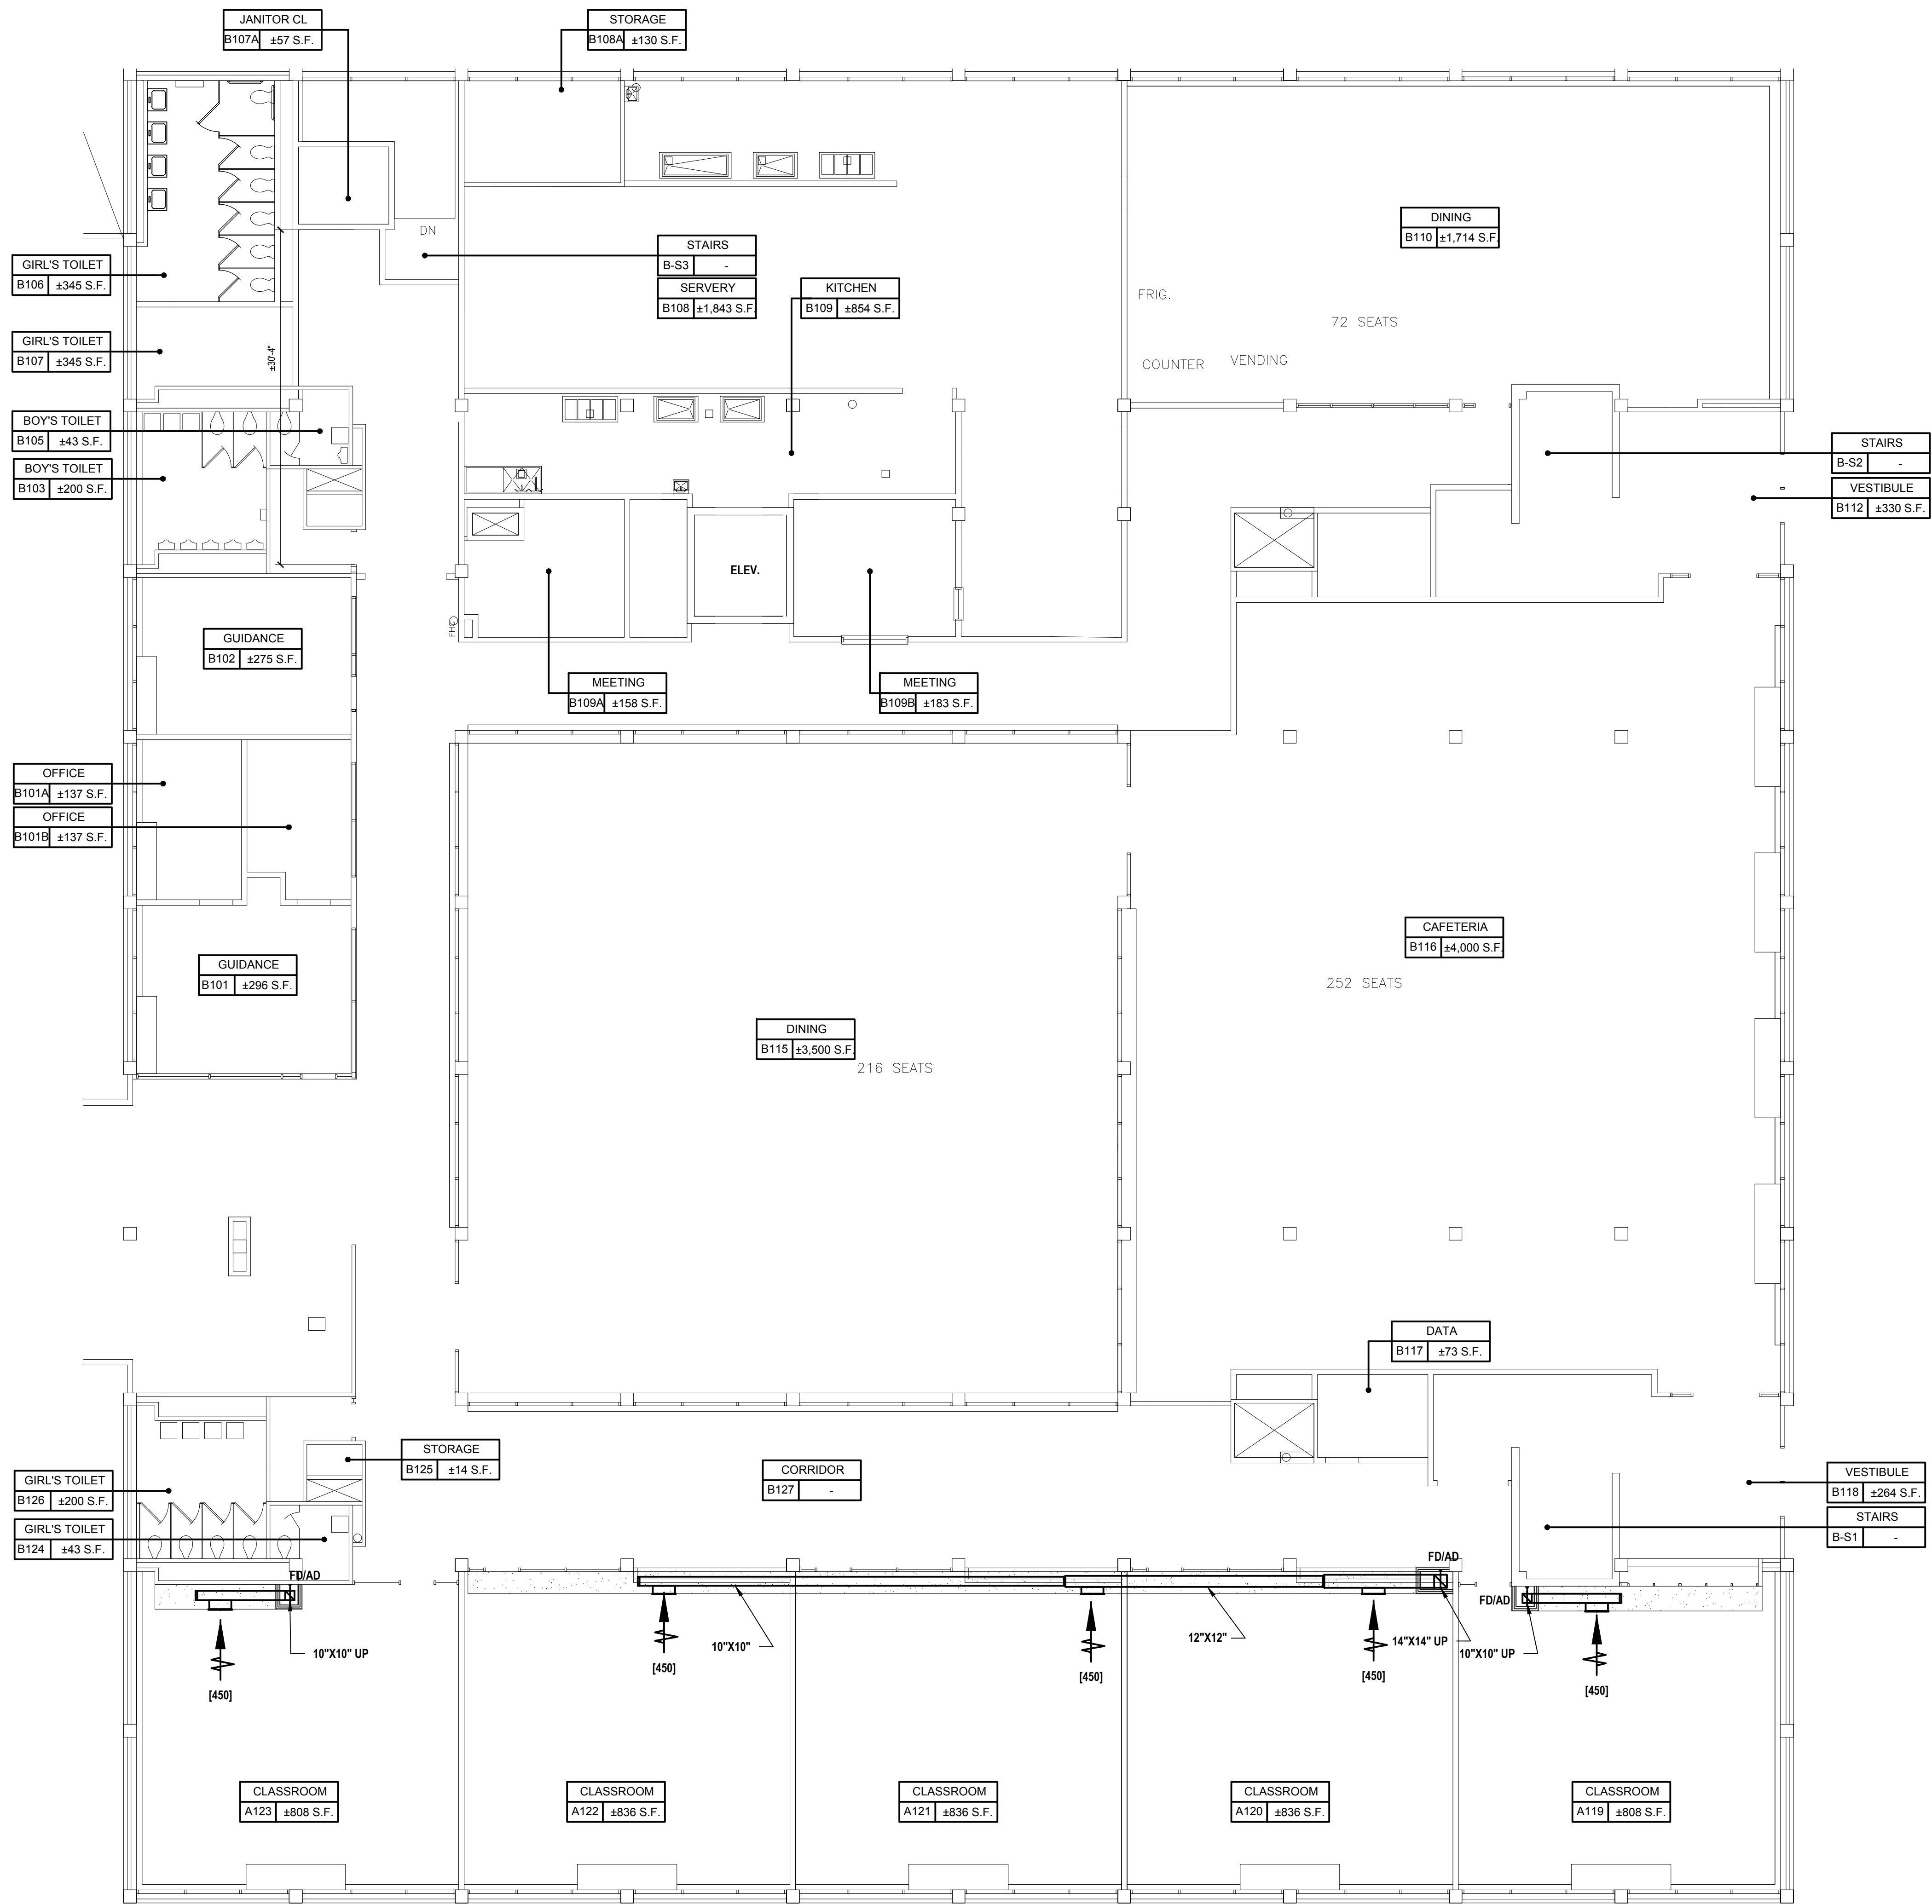 JANITOR CL
B107A ±57 S.F.
STORAGE
B108A ±130 S.F.
DINING
B110 ±1,714 S.F.
DN
STAIRS
B-S3 -
SERVERY
B108 ±1,843 S.F.
KITCHEN
B109 ±854 S.F.
GIRL'S TOILET
B106 ±345 S.F.
GIRL'S TOILET
B107 ±345 S.F.
±30'-4"
FRIG.
72 SEATS
COUNTER
VENDING
BOY'S TOILET
B105 ±43 S.F.
BOY'S TOILET
B103 ±200 S.F.
STAIRS
B-S2 -
VESTIBULE
B112 ±330 S.F.
ELEV.
FHC
GUIDANCE
B102 ±275 S.F.
MEETING
B109A ±158 S.F.
MEETING
B109B ±183 S.F.
OFFICE
B101A ±137 S.F.
OFFICE
B101B ±137 S.F.
GUIDANCE
B101 ±296 S.F.
CAFETERIA
B116 ±4,000 S.F.
252 SEATS
DINING
B115 ±3,500 S.F.
216 SEATS
DATA
B117 ±73 S.F.
STORAGE
B125 ±14 S.F.
CORRIDOR
B127 -
GIRL'S TOILET
B126 ±200 S.F.
GIRL'S TOILET
B124 ±43 S.F.
VESTIBULE
B118 ±264 S.F.
STAIRS
B-S1 -
FD/AD
FD/AD
FD/AD
10"X10" UP
10"X10"
12"X12"
14"X14" UP
10"X10" UP
[450]
[450]
[450]
[450]
[450]
CLASSROOM
A123 ±808 S.F.
CLASSROOM
A122 ±836 S.F.
CLASSROOM
A121 ±836 S.F.
CLASSROOM
A120 ±836 S.F.
CLASSROOM
A119 ±808 S.F.